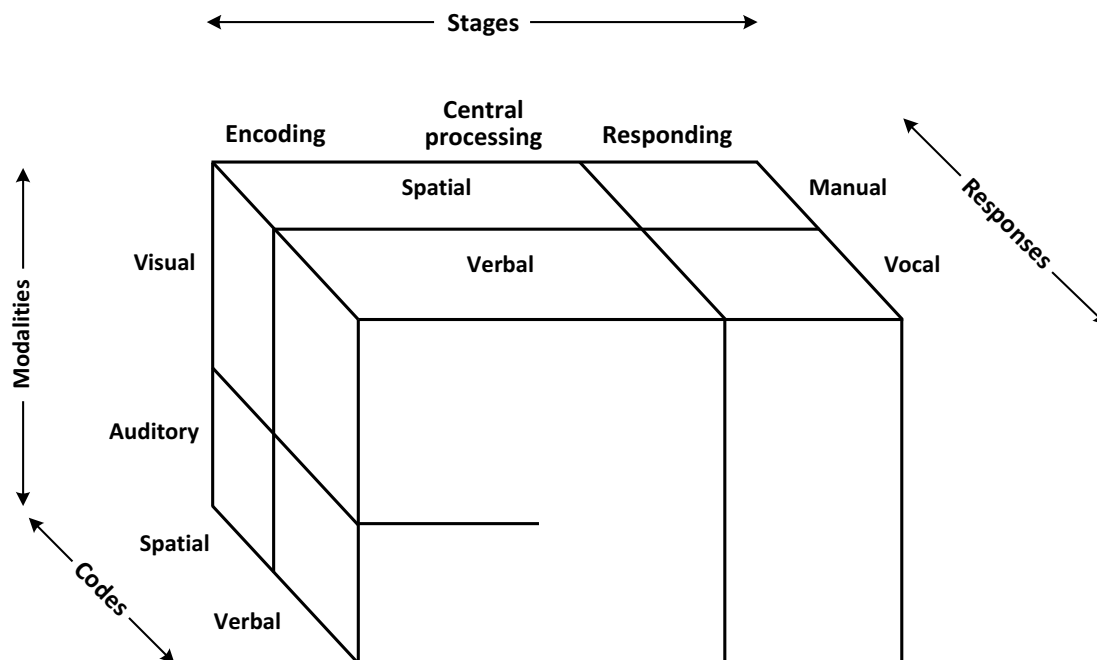 Stages
Central
processing
Encoding
Responding
Spatial
Manual
Responses
Visual
Verbal
Vocal
Modalities
Auditory
Spatial
Codes
Verbal